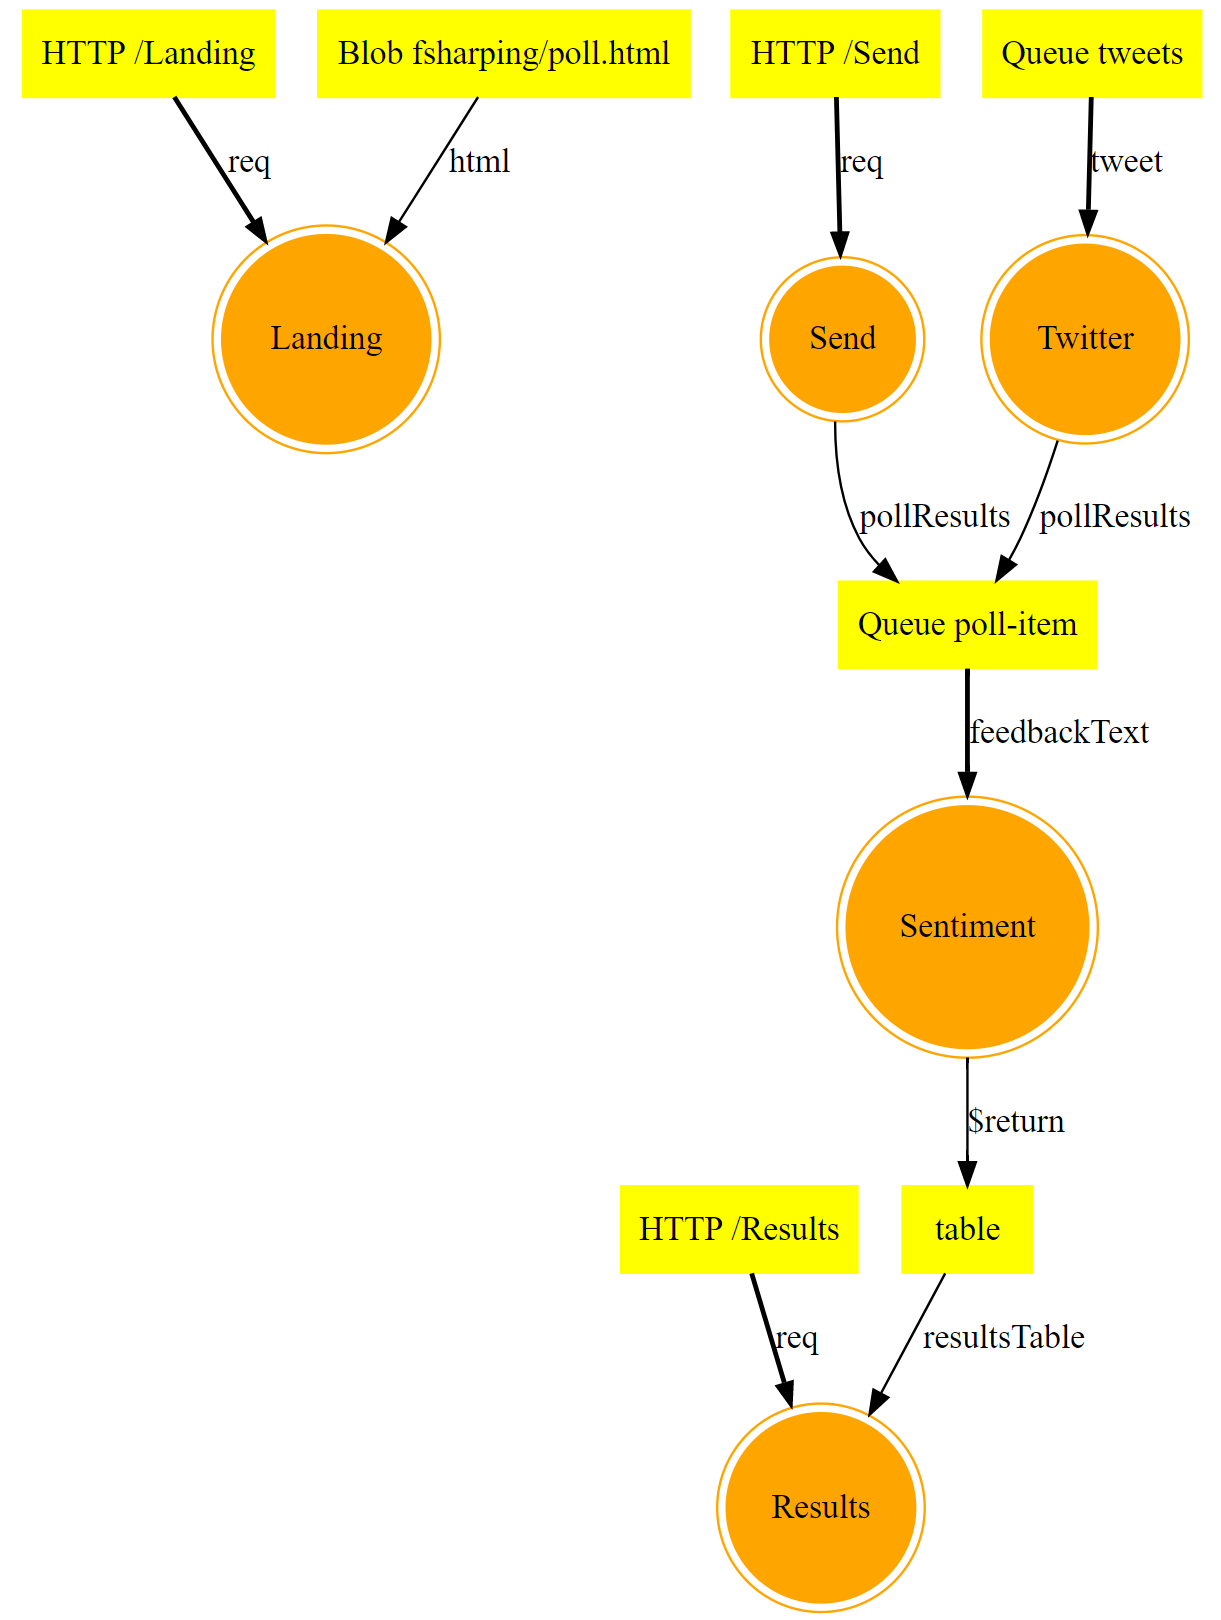 HTTP /Landing
Blob fsharping/poll.html
HTTP /Send
Queue tweets
req
html
req
tweet
Landing
Send
Twitter
pollResults
pollResults
Queue poll-item
feedbackText
Sentiment
$return
HTTP /Results
table
req
resultsTable
Results